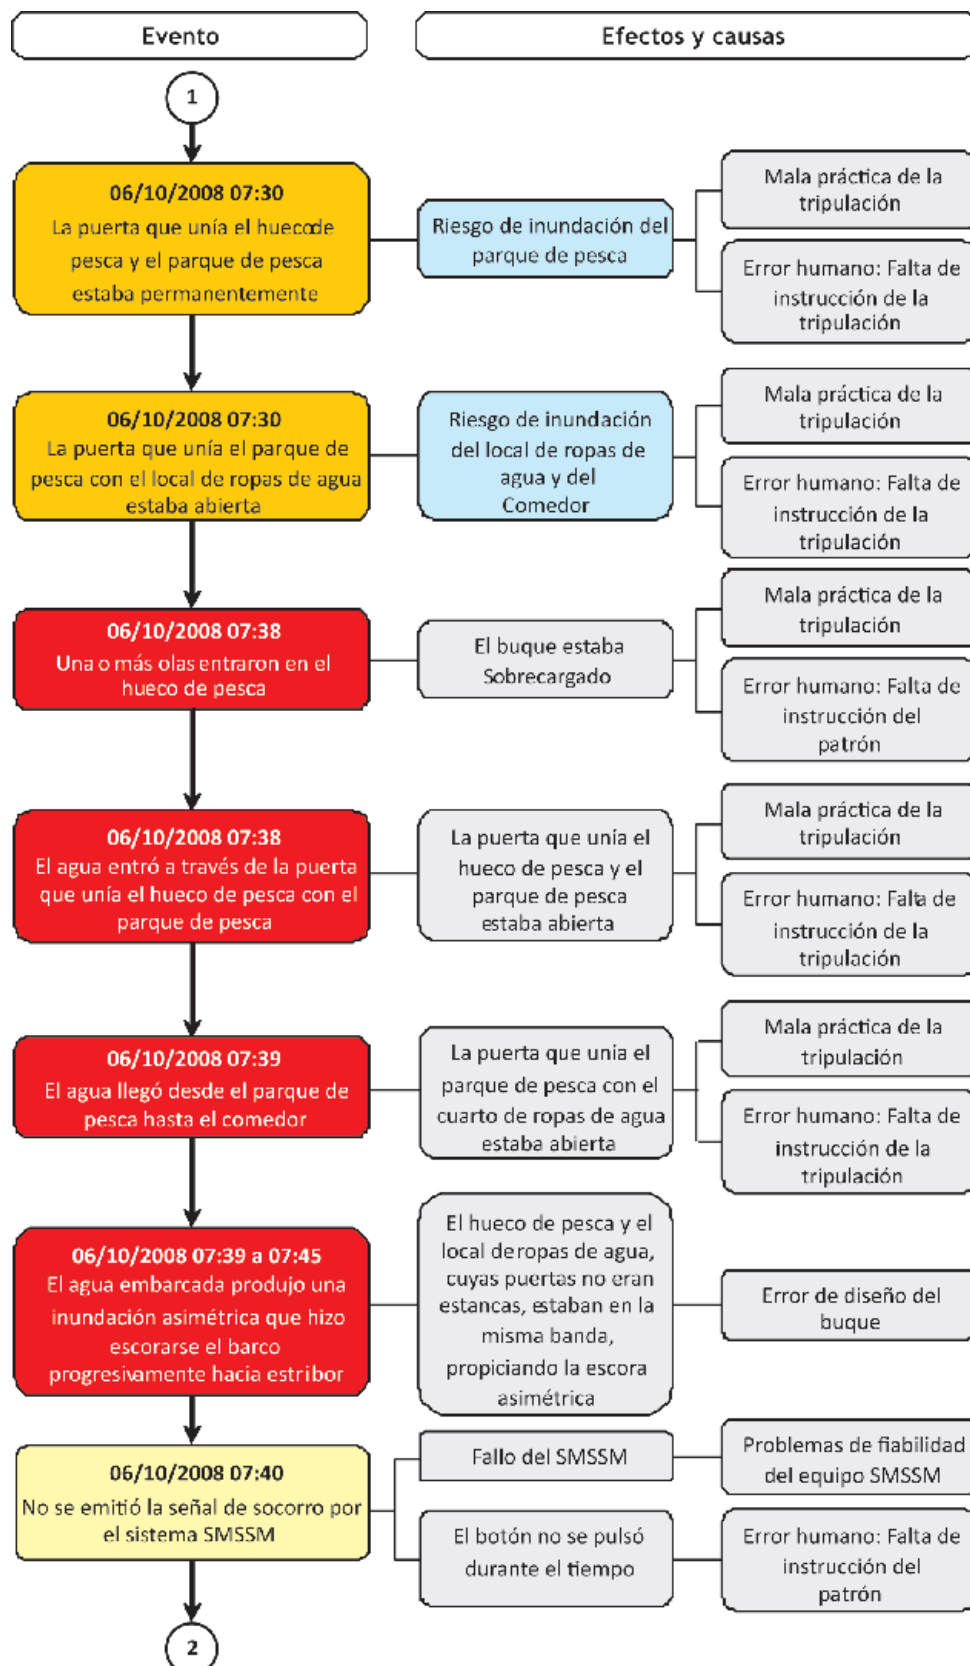 Evento
Efectos y causas
1
06/10/2008 07:30
La puerta que unía el hueco de
pesca y el parque de pesca
estaba permanentemente
Riesgo de inundación del
parque de pesca
Mala práctica de la
tripulación
Error humano: Falta de
instrucción de la
tripulación
06/10/2008 07:30
La puerta que unía el parque de
pesca con el local de ropas de agua
estaba abierta
Riesgo de inundación
del local de ropas de
agua y del
Comedor
Mala práctica de la
tripulación
Error humano: Falta de
instrucción de la
tripulación
06/10/2008 07:38
Una o más olas entraron en el
hueco de pesca
El buque estaba
Sobrecargado
Mala práctica de la
tripulación
Error humano: Falta de
instrucción del
patrón
06/10/2008 07:38
El agua entró a través de la puerta
que unía el hueco de pesca con el
parque de pesca
La puerta que unía el
hueco de pesca y el
parque de pesca
estaba abierta
Mala práctica de la
tripulación
Error humano: Falta de
instrucción de la
tripulación
06/10/2008 07:39
El agua llegó desde el parque de
pesca hasta el comedor
La puerta que unía el
parque de pesca con el
cuarto de ropas de agua
estaba abierta
Mala práctica de la
tripulación
Error humano: Falta de
instrucción de la
tripulación
06/10/2008 07:39 a 07:45
El agua embarcada produjo una
inundación asimétrica que hizo
escorarse el barco
progresivamente hacia estribor
El hueco de pesca y el
local de ropas de agua,
cuyas puertas no eran
estancas, estaban en la
misma banda,
propiciando la escora
asimétrica
Error de diseño del
buque
06/10/2008 07:40
No se emitió la señal de socorro por
el sistema SMSSM
Fallo del SMSSM
Problemas de fiabilidad
del equipo SMSSM
El botón no se pulsó
durante el tiempo
Error humano: Falta de
instrucción del
patrón
2